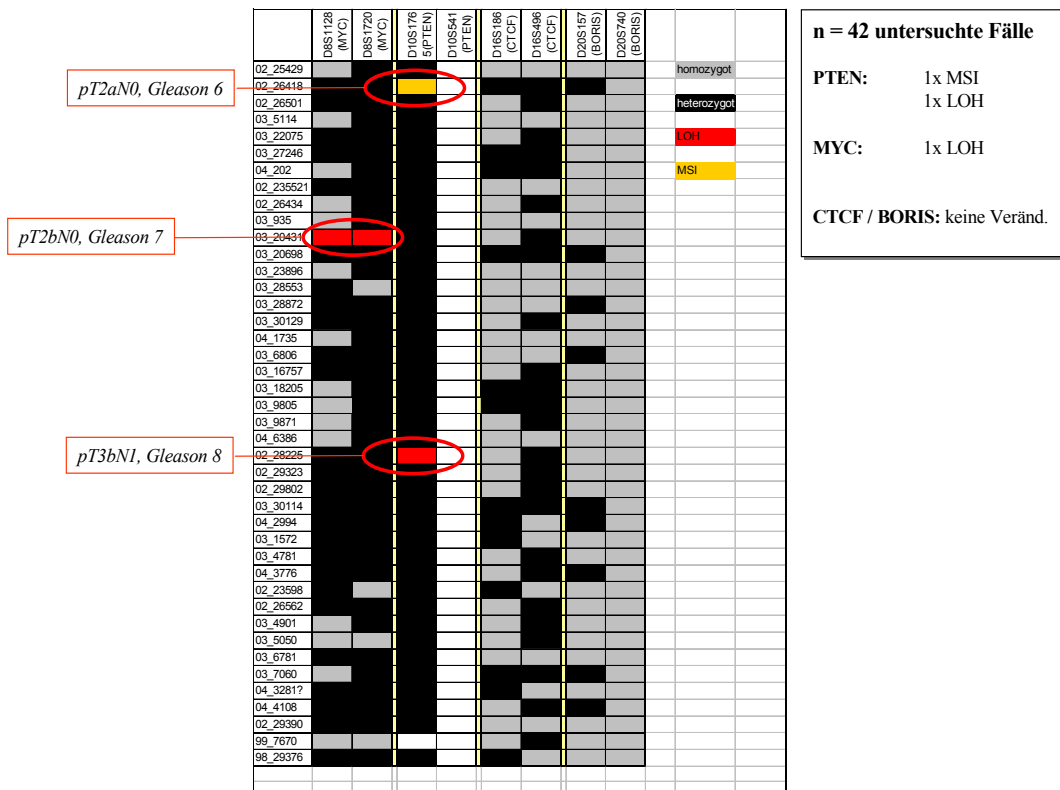 D8S1128
(MYC)
D8S1720
(MYC)
D10S176
5(PTEN)
D10S541
(PTEN)
D16S186
(CTCF)
D16S496
(CTCF)
D20S157
(BORIS)
D20S740
(BORIS)
02_25429
02_26418
02_26501
03_5114
03_22075
03_27246
04_202
02_235521
02_26434
03_935
03_20431
03_20698
03_23896
03_28553
03_28872
03_30129
04_1735
03_6806
03_16757
03_18205
03_9805
03_9871
04_6386
02_28225
02_29323
02_29802
03_30114
04_2994
03_1572
03_4781
04_3776
02_23598
02_26562
03_4901
03_5050
03_6781
03_7060
04_3281?
04_4108
02_29390
99_7670
98_29376
pT2aN0, Gleason 6
pT2bN0, Gleason 7
pT3bN1, Gleason 8
homozygot
heterozygot
LOH
MSI
n = 42 untersuchte Fälle
PTEN: 1x MSI
1x LOH
MYC: 1x LOH
CTCF / BORIS: keine Veränd.